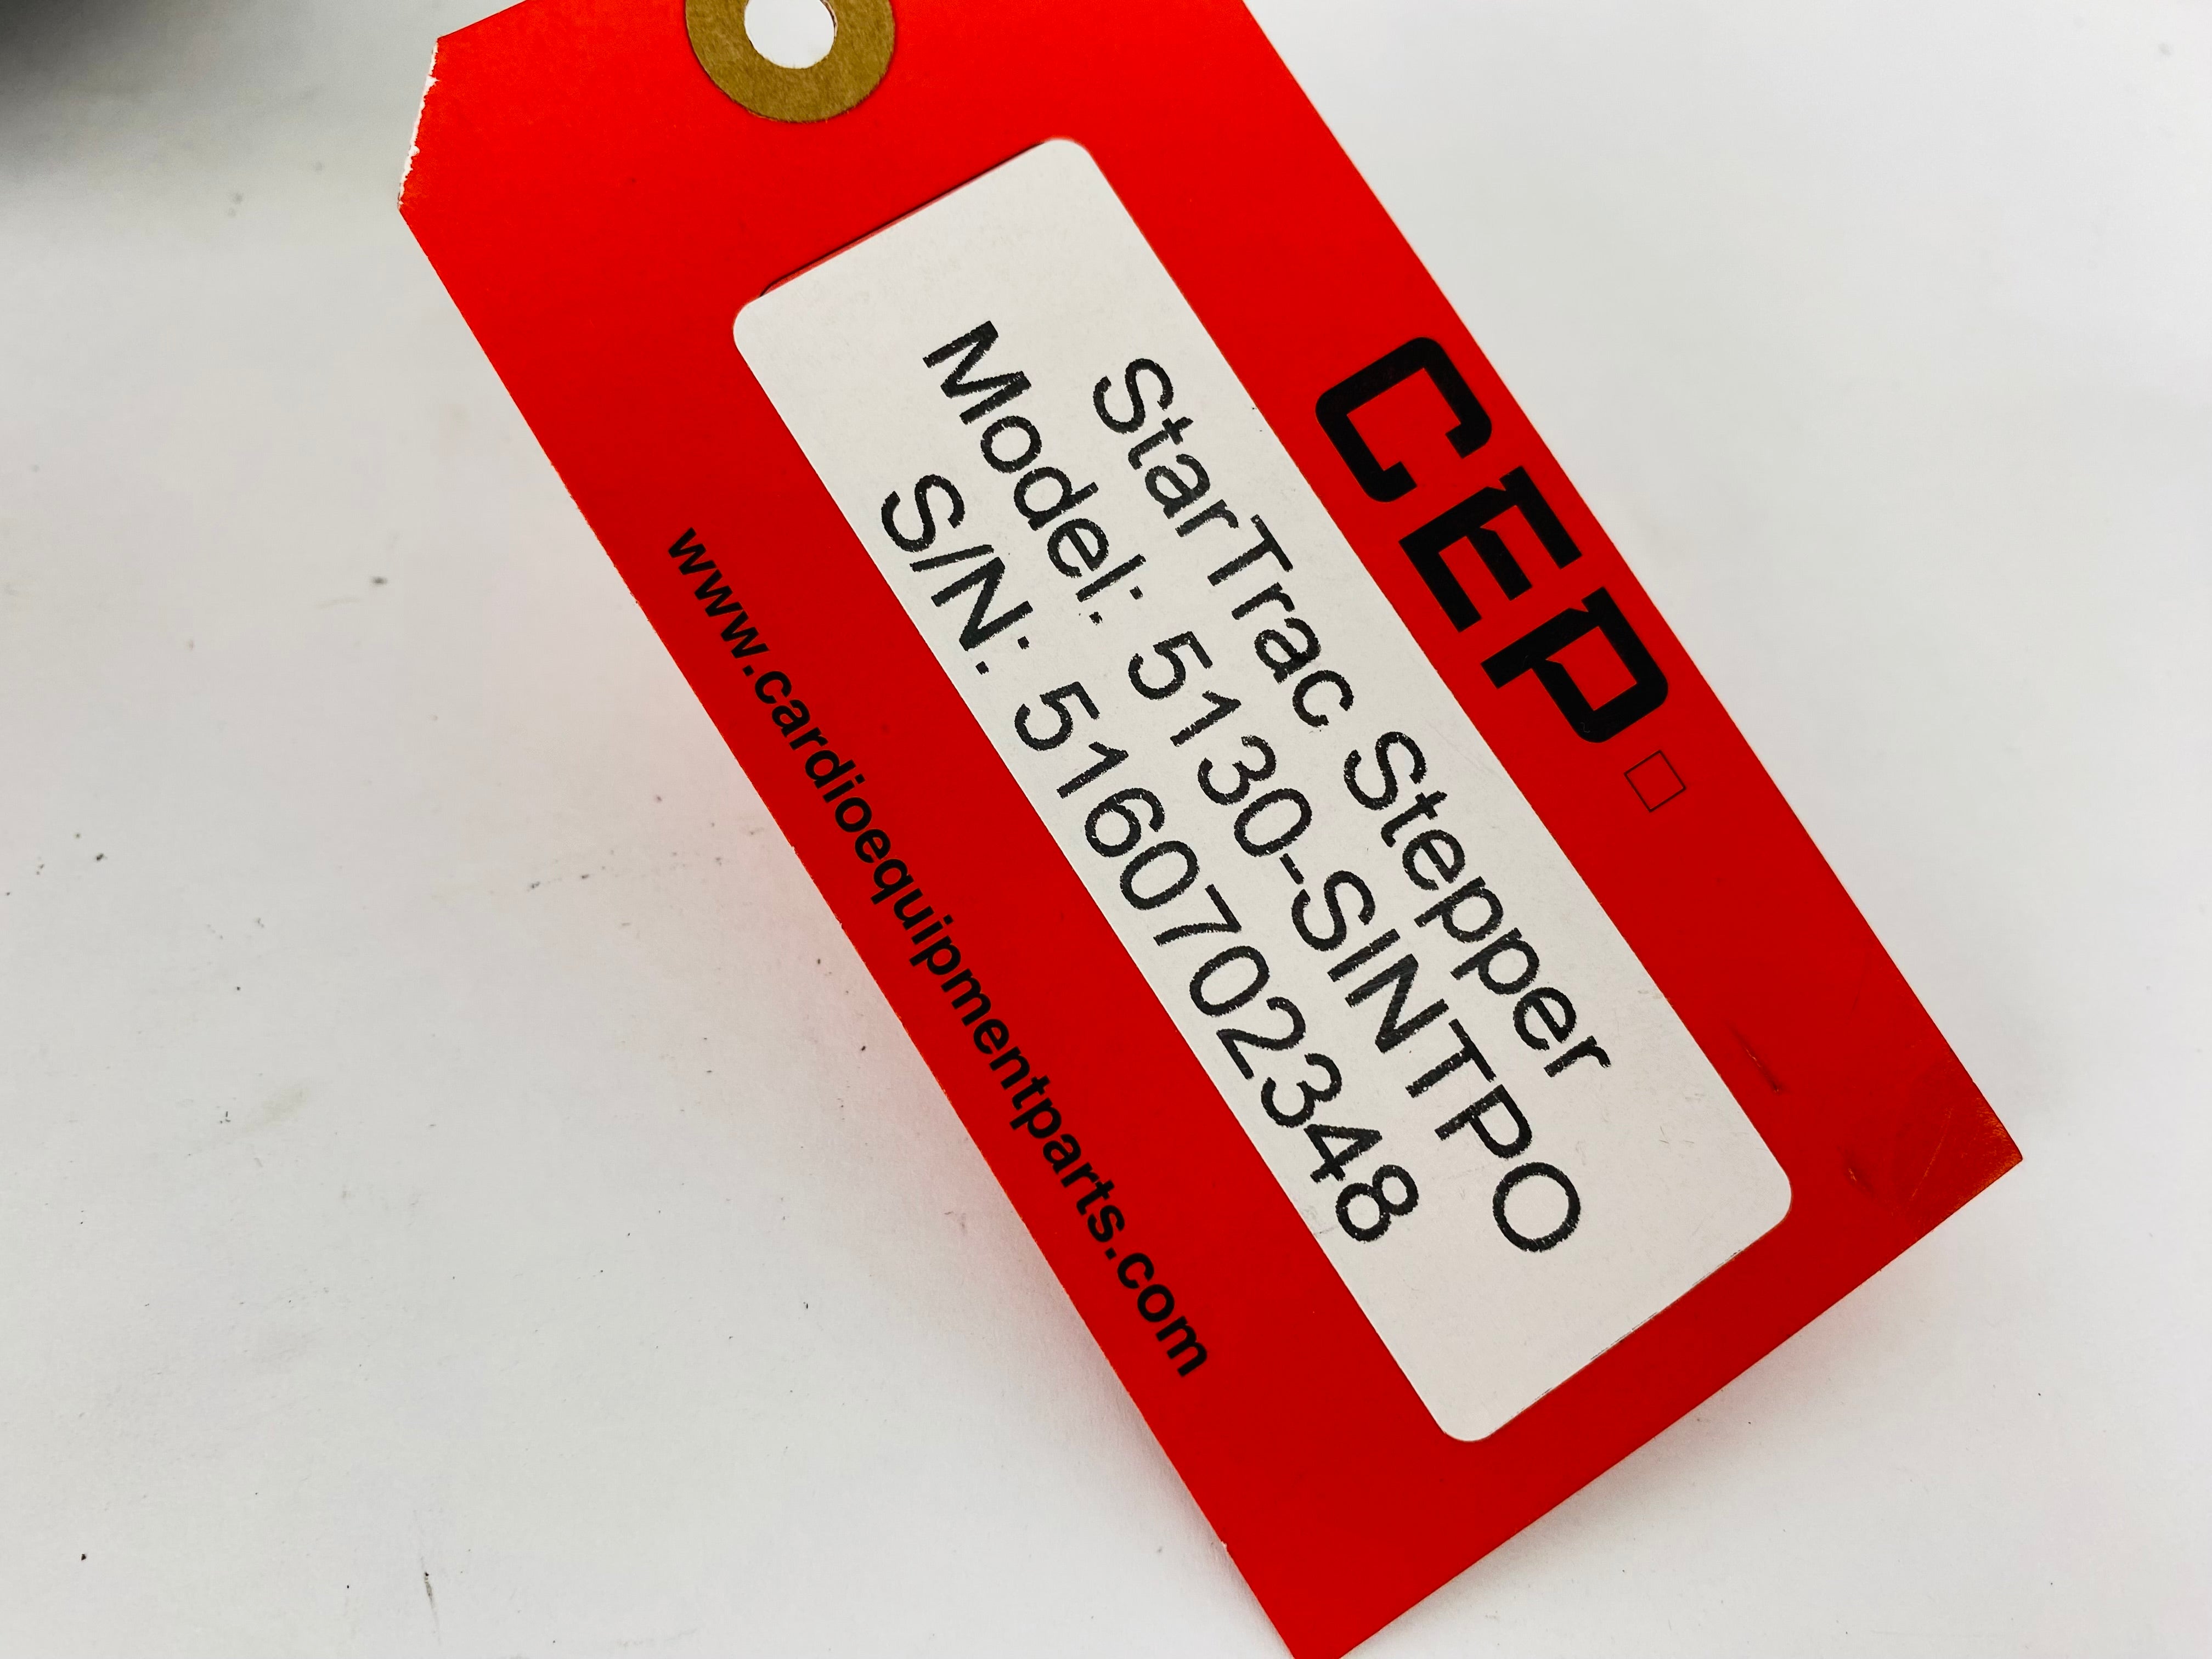 CEP
StarTrac Stepper
Model: 5130-SINTPO
S/N: 5160702348
www.cardioequipmentparts.com